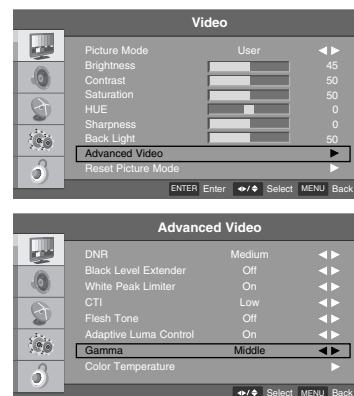 Video
Picture Mode User
Brightness 45
Contrast 50
Saturation 50
HUE 0
Sharpness 0
Back Light 50
Advanced Video
Reset Picture Mode
ENTER Enter Select MENU Back
Advanced Video
DNR Medium
Black Level Extender Off
White Peak Limiter On
CTI Low
Flesh Tone Off
Adaptive Luma Control On
Gamma Middle
Color Temperature
Select MENU Back